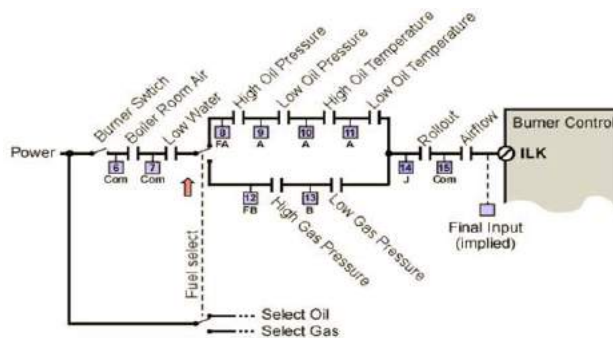 High Oil Pressure
Low Oil Pressure
High Oil Temperature
Low Oil Temperature
Burner Swtich
Boiler Room Air
Low Water
Rollout
Airflow
Burner Control
Power
6
Com
7
Com
8
FA
9
A
10
A
11
A
14
J
15
Com
ILK
12
FB
13
B
High Gas Pressure
Low Gas Pressure
Final Input
(implied)
Fuel select
Select Oil
Select Gas